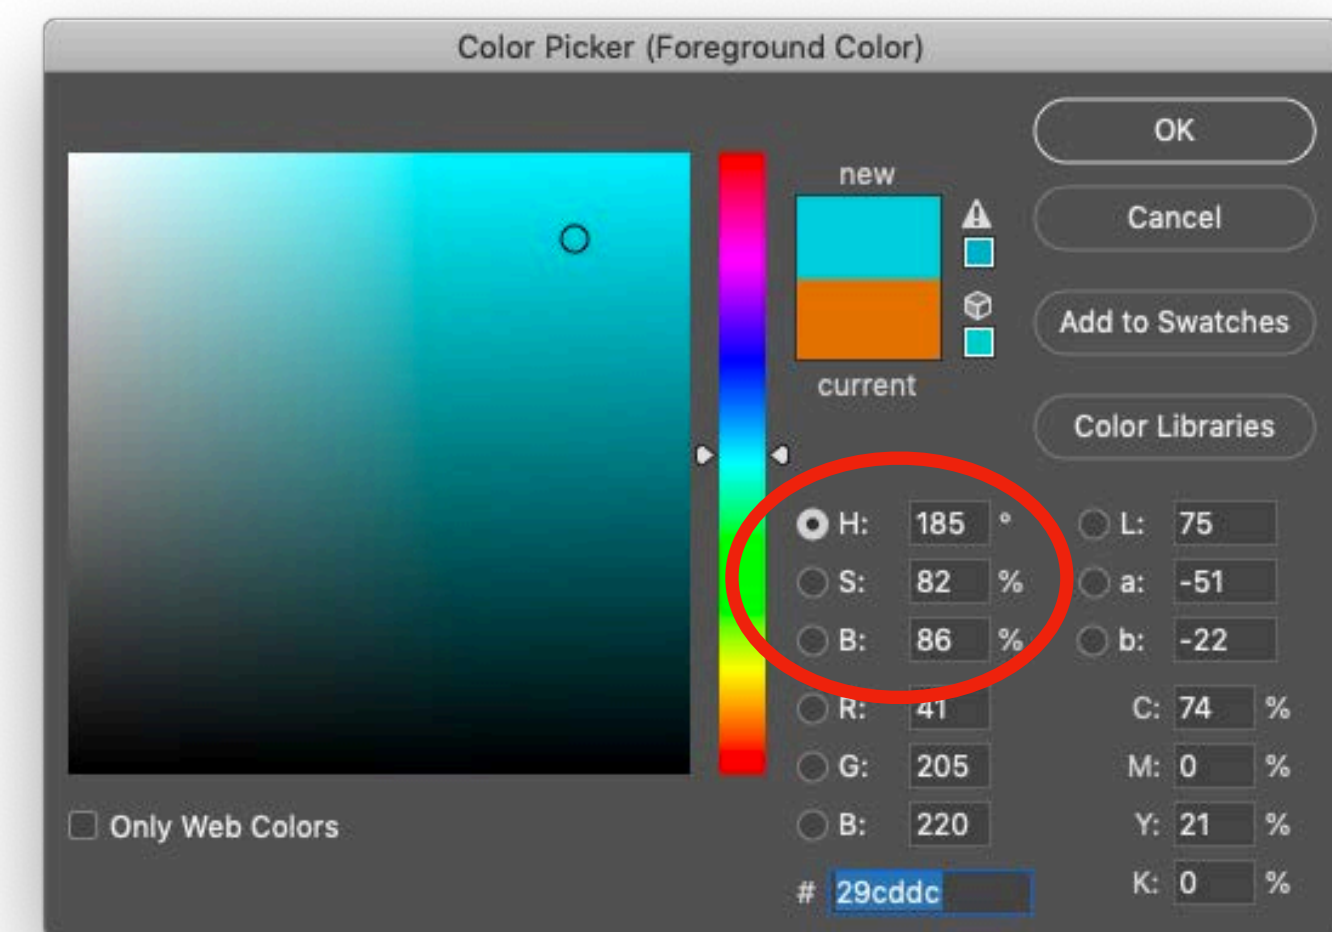 Color Picker (Foreground Color)
OK
new
Cancel
Add to Swatches
current
Color Libraries
H: 185 °
L: 75
S: 82 %
a: -51
B: 86 %
b: -22
R: 41
C: 74 %
G: 205
M: 0 %
Only Web Colors
B: 220
Y: 21 %
# 29cddc
K: 0 %